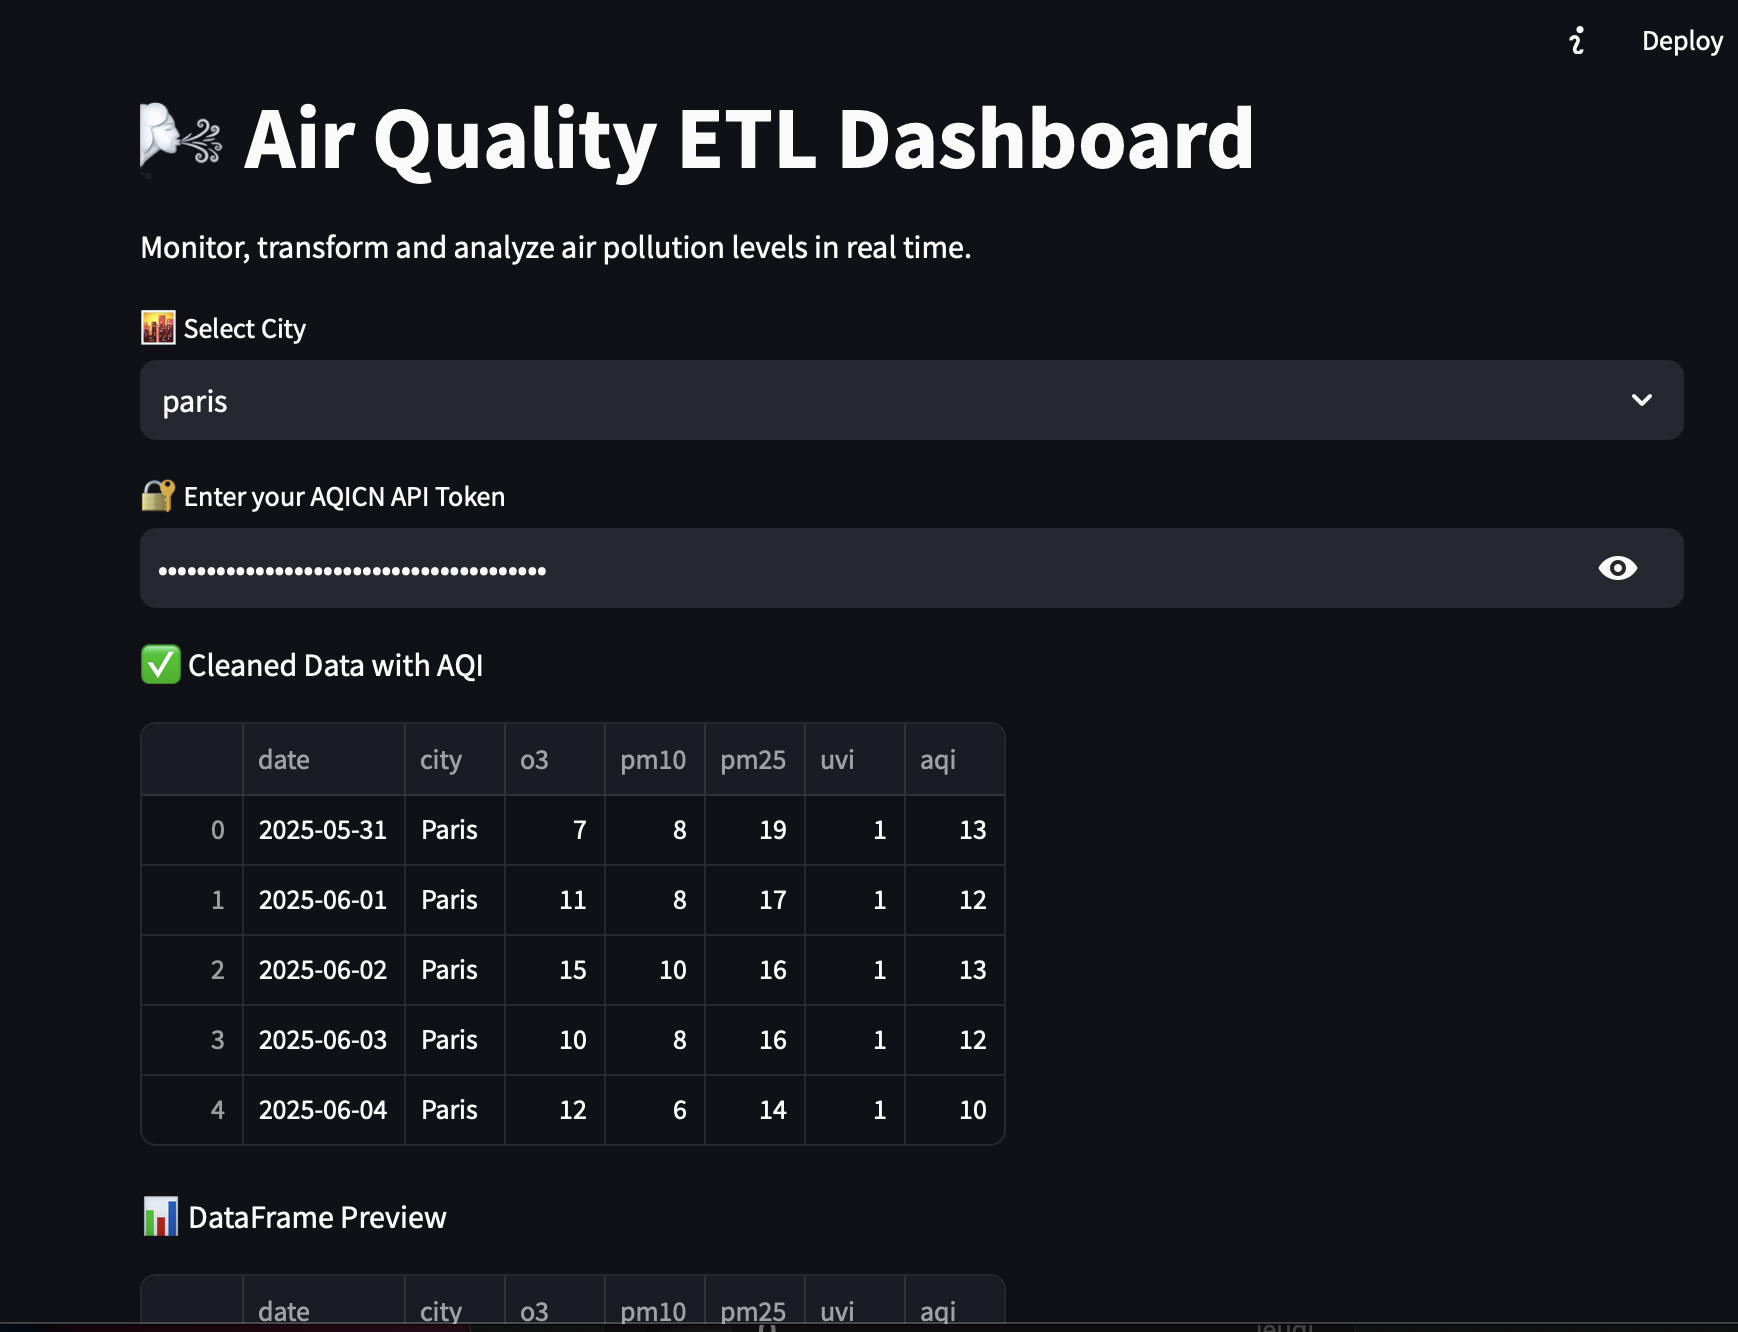 Deploy
Air Quality ETL Dashboard
Monitor, transform and analyze air pollution levels in real time.
Select City
paris
Enter your AQICN API Token
••••••••••••••••••••••••••••••••••••••••
Cleaned Data with AQI
date city o3 pm10 pm25 uvi aqi
0 2025-05-31 Paris 7 8 19 1 13
1 2025-06-01 Paris 11 8 17 1 12
2 2025-06-02 Paris 15 10 16 1 13
3 2025-06-03 Paris 10 8 16 1 12
4 2025-06-04 Paris 12 6 14 1 10
DataFrame Preview
date city o3 pm10 pm25 uvi aqi